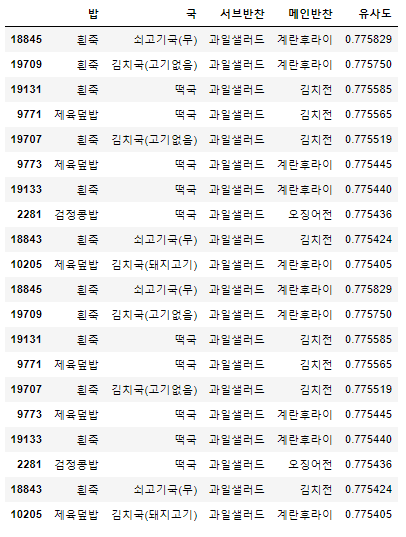 밥 국 서브반찬 메인반찬 유사도
18845 흰죽 쇠고기국(무) 과일샐러드 계란후라이 0.775829
19709 흰죽 김치국(고기없음) 과일샐러드 계란후라이 0.775750
19131 흰죽 떡국 과일샐러드 김치전 0.775585
9771 제육덮밥 떡국 과일샐러드 김치전 0.775565
19707 흰죽 김치국(고기없음) 과일샐러드 김치전 0.775519
9773 제육덮밥 떡국 과일샐러드 계란후라이 0.775445
19133 흰죽 떡국 과일샐러드 계란후라이 0.775440
2281 검정콩밥 떡국 과일샐러드 오징어전 0.775436
18843 흰죽 쇠고기국(무) 과일샐러드 김치전 0.775424
10205 제육덮밥 김치국(돼지고기) 과일샐러드 계란후라이 0.775405
18845 흰죽 쇠고기국(무) 과일샐러드 계란후라이 0.775829
19709 흰죽 김치국(고기없음) 과일샐러드 계란후라이 0.775750
19131 흰죽 떡국 과일샐러드 김치전 0.775585
9771 제육덮밥 떡국 과일샐러드 김치전 0.775565
19707 흰죽 김치국(고기없음) 과일샐러드 김치전 0.775519
9773 제육덮밥 떡국 과일샐러드 계란후라이 0.775445
19133 흰죽 떡국 과일샐러드 계란후라이 0.775440
2281 검정콩밥 떡국 과일샐러드 오징어전 0.775436
18843 흰죽 쇠고기국(무) 과일샐러드 김치전 0.775424
10205 제육덮밥 김치국(돼지고기) 과일샐러드 계란후라이 0.775405